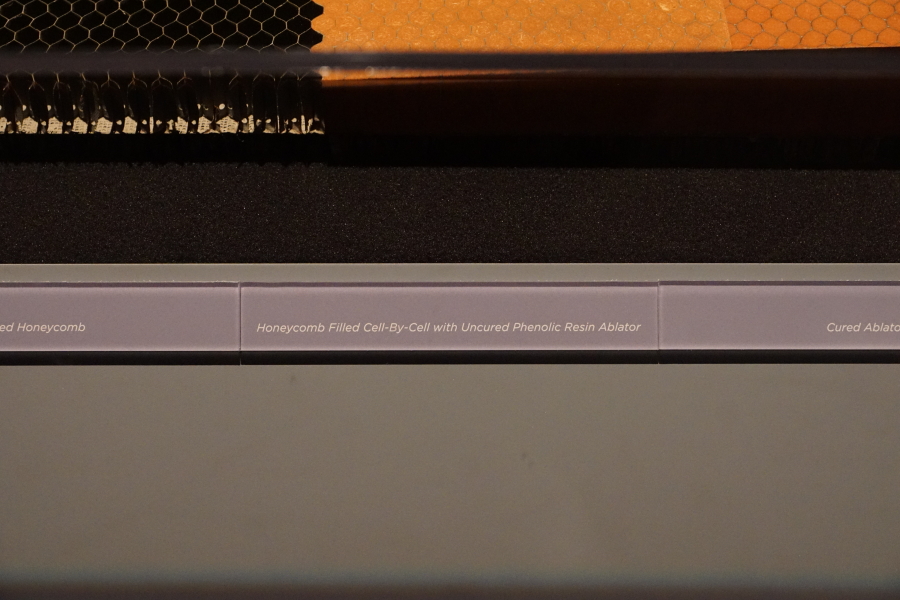 ed Honeycomb
Honeycomb Filled Cell-By-Cell with Uncured Phenolic Resin Ablator
Cured Ablato